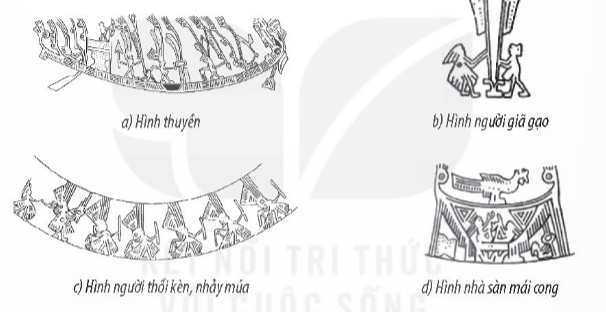 a) Hình thuyền
b) Hình người giã gạo
c) Hình người thổi kèn, nhảy múa
d) Hình nhà sàn mái cong
KẾT NỐI TRI THỨC
VỚI CUỘC SỐNG